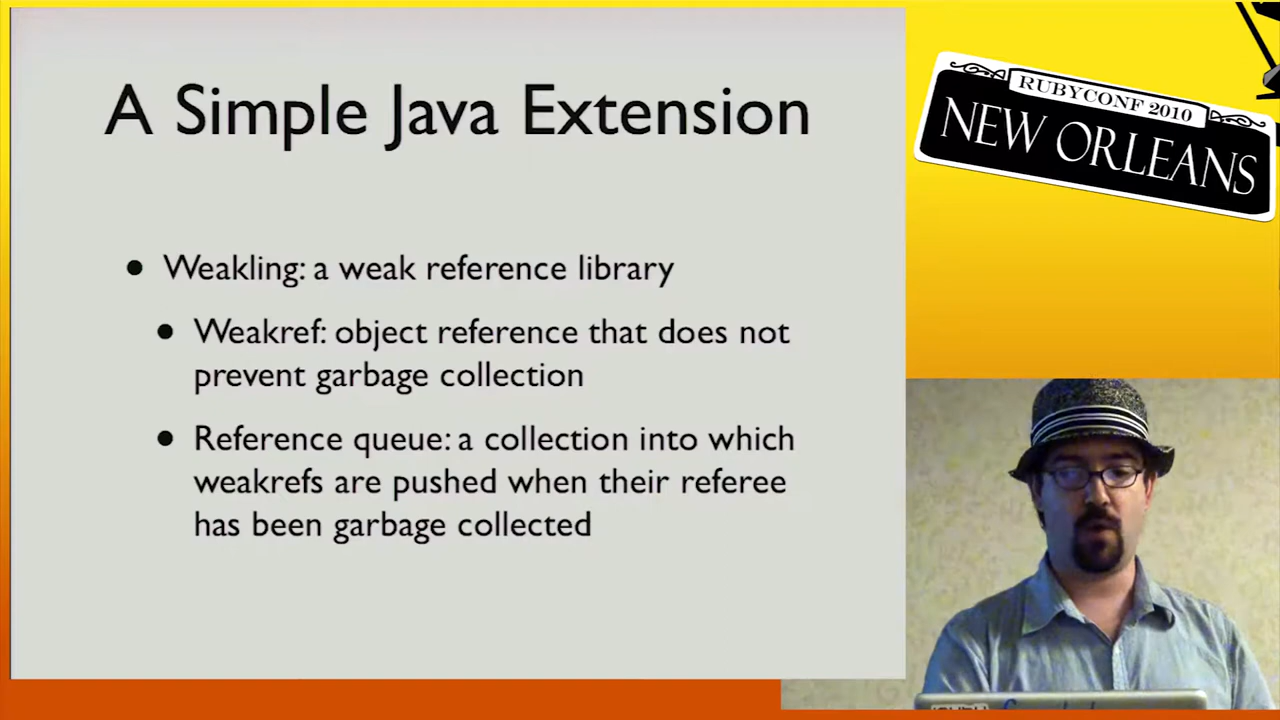 A Simple Java Extension
• Weakling: a weak reference library
• Weakref: object reference that does not
prevent garbage collection
• Reference queue: a collection into which
weakrefs are pushed when their referee
has been garbage collected
RUBYCONF 2010
NEW ORLEANS